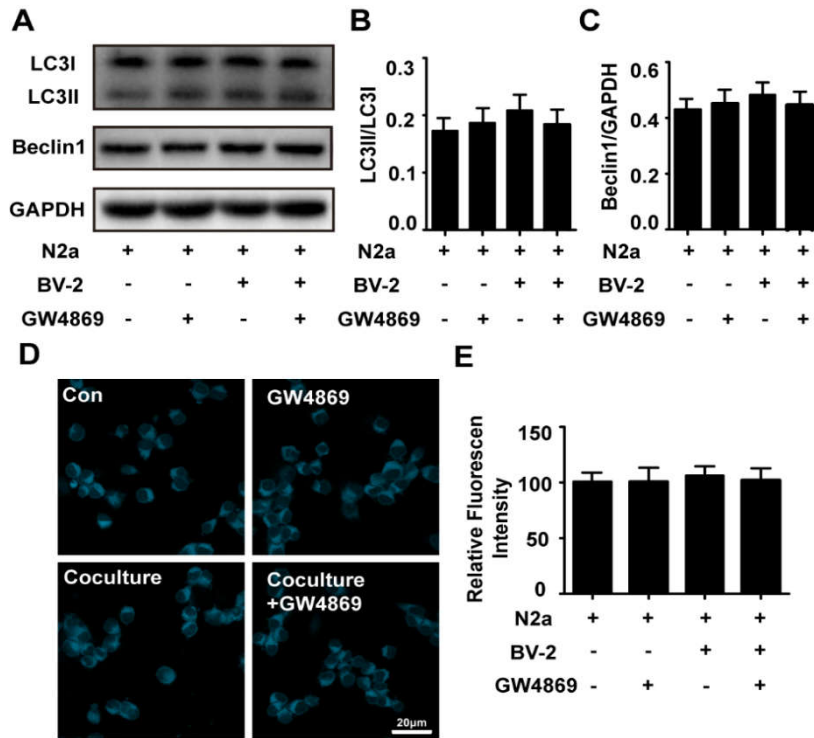 A
LC3I
LC3II
Beclin1
GAPDH
N2a + + + +
BV-2 - - + +
GW4869 - + - +
B
LC3II/LC3I
0.3
0.2
0.1
0.0
N2a + + + +
BV-2 - - + +
GW4869 - + - +
C
Beclin1/GAPDH
0.6
0.4
0.2
0.0
N2a + + + +
BV-2 - - + +
GW4869 - + - +
D
Con
GW4869
Coculture
Coculture
+GW4869
20μm
E
Relative Fluorescen
Intensity
150
100
50
0
N2a + + + +
BV-2 - - + +
GW4869 - + - +